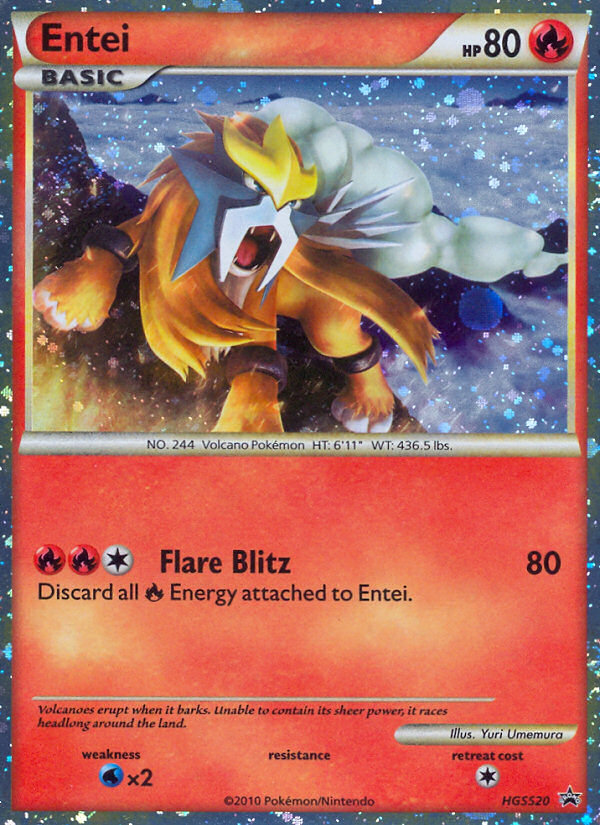 Entei
HP 80
BASIC
NO. 244 Volcano Pokémon HT: 6'11" WT: 436.5 lbs.
Flare Blitz 80
Discard all Energy attached to Entei.
Volcanoes erupt when it barks. Unable to contain its sheer power, it races
headlong around the land.
Illus. Yuri Umemura
weakness resistance retreat cost
×2
©2010 Pokémon/Nintendo HGSS20